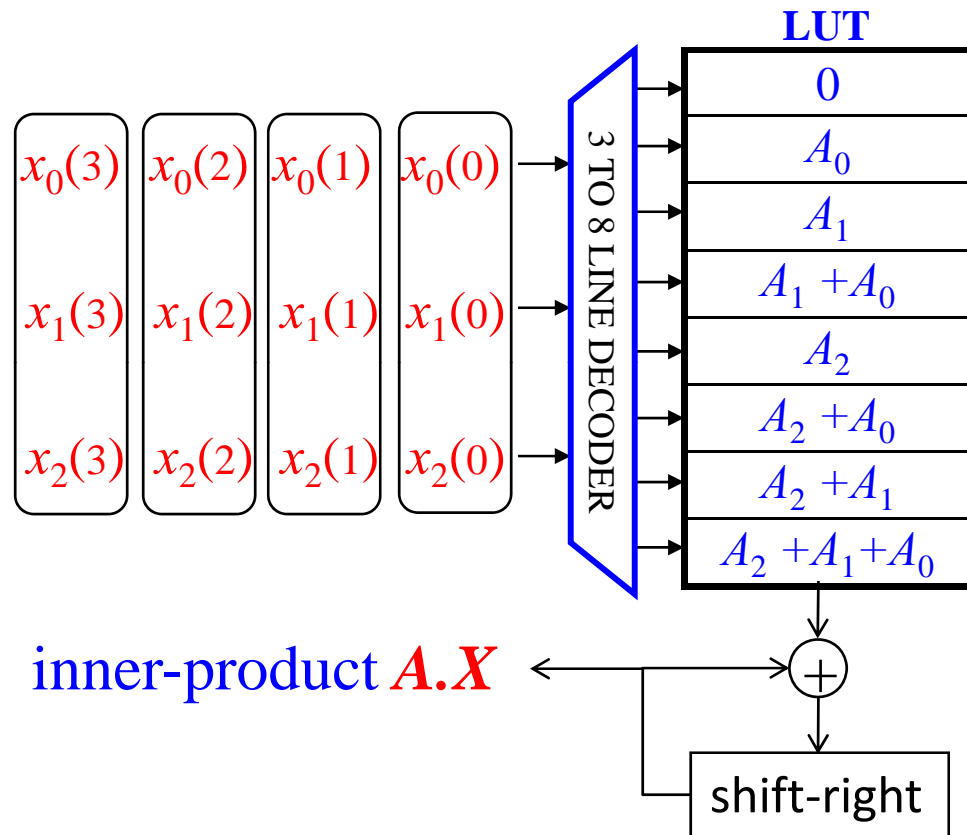 LUT
0
x₀(3) x₀(2) x₀(1) x₀(0)
A₀
A₁
x₁(3) x₁(2) x₁(1) x₁(0)
A₁ +A₀
A₂
x₂(3) x₂(2) x₂(1) x₂(0)
A₂ +A₀
A₂ +A₁
A₂ +A₁+A₀
3 TO 8 LINE DECODER
inner-product A.X
+
shift-right